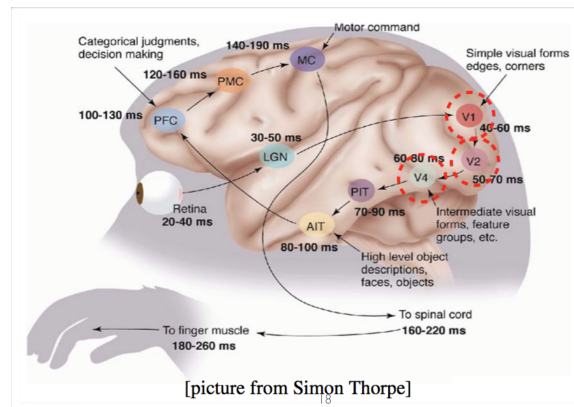 Motor command
Categorical judgments,
decision making
140-190 ms
MC
Simple visual forms
edges, corners
120-160 ms
PMC
100-130 ms
PFC
V1
40-60 ms
30-50 ms
LGN
60-80 ms
V4
V2
50-70 ms
PIT
70-90 ms
Retina
20-40 ms
AIT
80-100 ms
Intermediate visual
forms, feature
groups, etc.
High level object
descriptions,
faces, objects
To spinal cord
160-220 ms
To finger muscle
180-260 ms
[picture from Simon Thorpe]
18